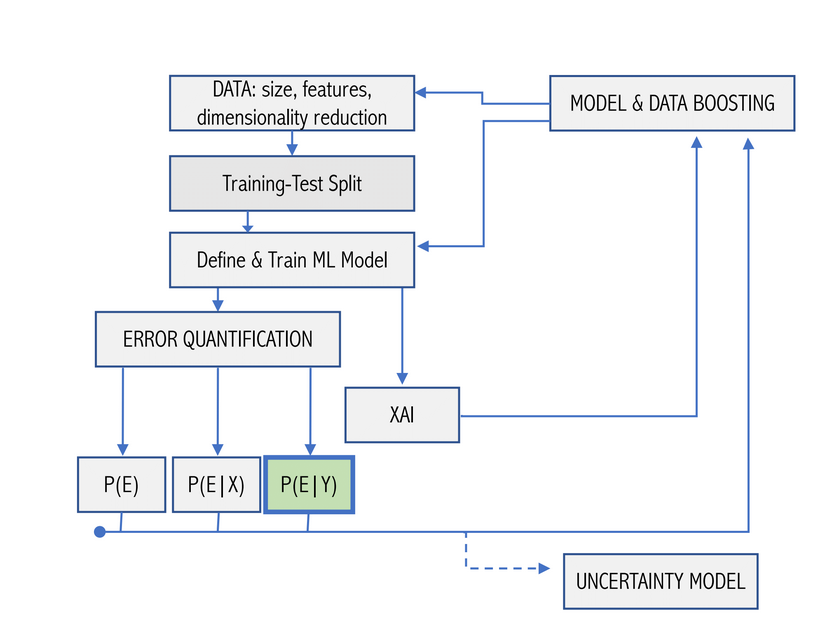 DATA: size, features,
dimensionality reduction
MODEL & DATA BOOSTING
Training-Test Split
Define & Train ML Model
ERROR QUANTIFICATION
XAI
P(E)
P(E|X)
P(E|Y)
UNCERTAINTY MODEL